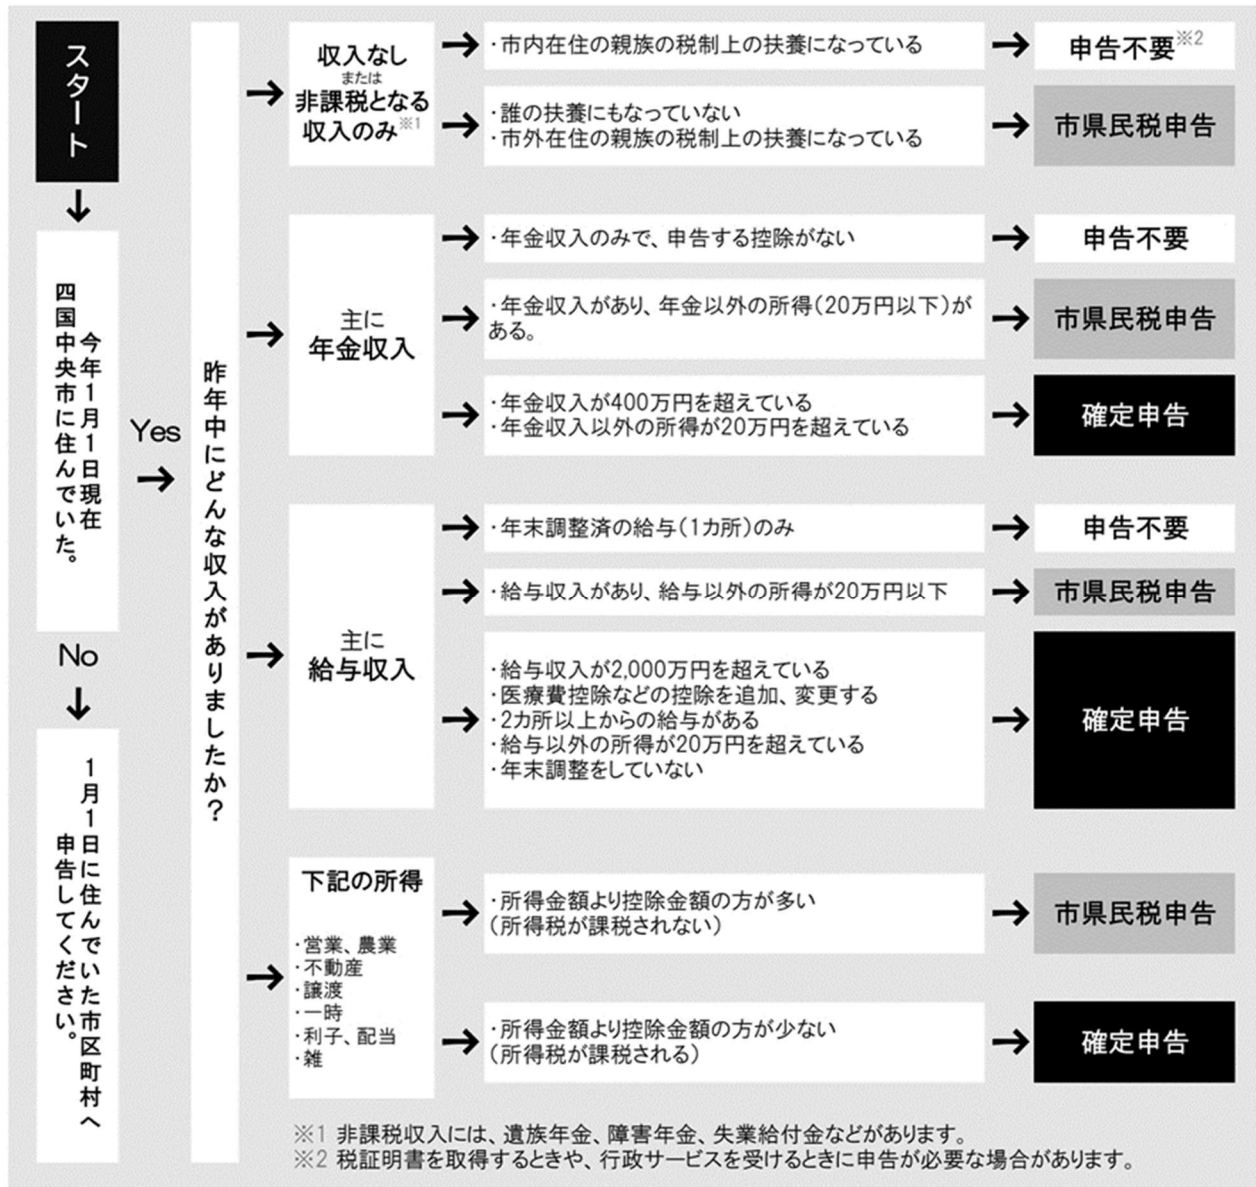 スタート
今年1月1日現在
四国中央市に住んでいた。
Yes
No
1月1日に住んでいた市区町村へ
申告してください。
昨年中にどんな収入がありましたか？
収入なし
または
非課税となる
収入のみ※1
・市内在住の親族の税制上の扶養になっている
申告不要※2
・誰の扶養にもなっていない
・市外在住の親族の税制上の扶養になっている
市県民税申告
主に
年金収入
・年金収入のみで、申告する控除がない
申告不要
・年金収入があり、年金以外の所得（20万円以下）が
ある。
市県民税申告
・年金収入が400万円を超えている
・年金収入以外の所得が20万円を超えている
確定申告
主に
給与収入
・年末調整済の給与（1カ所）のみ
申告不要
・給与収入があり、給与以外の所得が20万円以下
市県民税申告
・給与収入が2,000万円を超えている
・医療費控除などの控除を追加、変更する
・2カ所以上からの給与がある
・給与以外の所得が20万円を超えている
・年末調整をしていない
確定申告
下記の所得
・営業、農業
・不動産
・譲渡
・一時
・利子、配当
・雑
・所得金額より控除金額の方が多い
（所得税が課税されない）
市県民税申告
・所得金額より控除金額の方が少ない
（所得税が課税される）
確定申告
※1 非課税収入には、遺族年金、障害年金、失業給付金などがあります。
※2 税証明書を取得するときや、行政サービスを受けるときに申告が必要な場合があります。